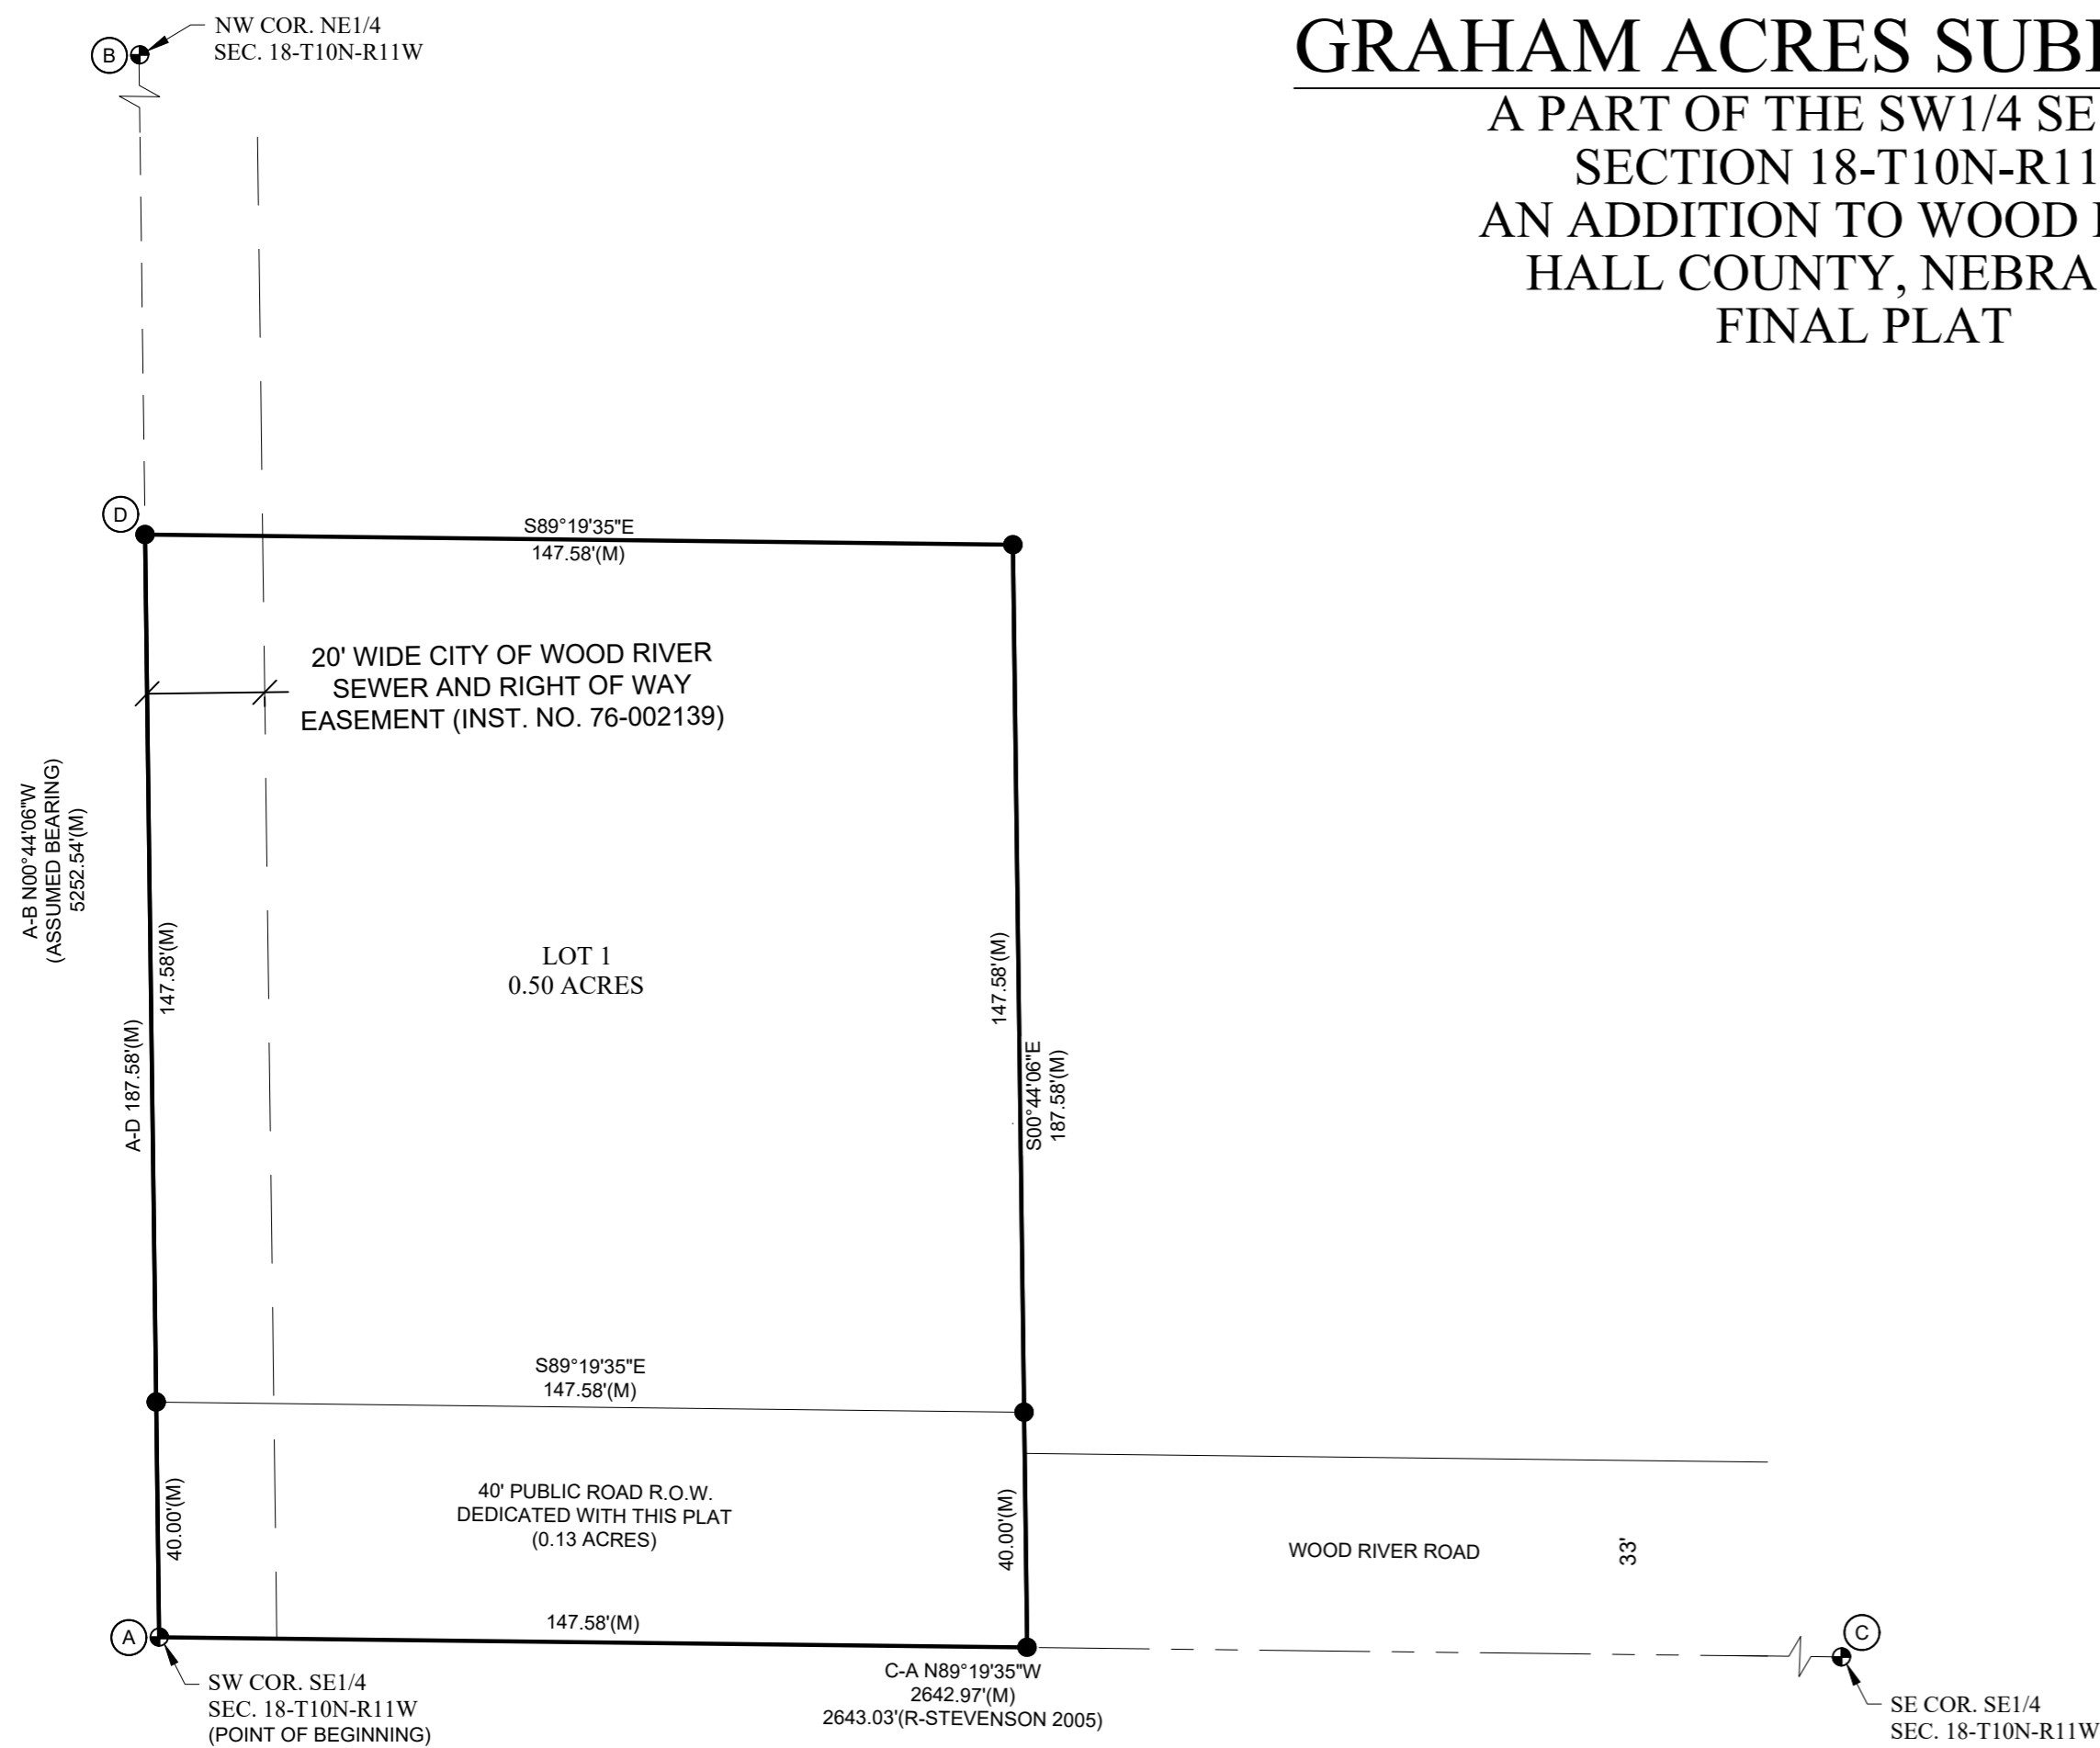 GRAHAM ACRES
A PART OF THE SW1/4
SECTION 18-T10N-R11
AN ADDITION TO WOOD
HALL COUNTY,
FINAL PLAT
B
NW COR. NE1/4
SEC. 18-T10N-R11W
D
S89°19'35"E
147.58'(M)
20' WIDE CITY OF WOOD RIVER
SEWER AND RIGHT OF WAY
EASEMENT (INST. NO. 76-002139)
A-B N00°44'06"W
(ASSUMED BEARING)
5252.54'(M)
147.58'(M)
A-D 187.58'(M)
LOT 1
0.50 ACRES
147.58'(M)
S00°44'06"E
187.58'(M)
S89°19'35"E
147.58'(M)
40.00'(M)
40' PUBLIC ROAD R.O.W.
DEDICATED WITH THIS PLAT
(0.13 ACRES)
40.00'(M)
WOOD RIVER ROAD
33'
147.58'(M)
A
SW COR. SE1/4
SEC. 18-T10N-R11W
(POINT OF BEGINNING)
C-A N89°19'35"W
2642.97'(M)
2643.03'(R-STEVENSON 2005)
C
SE COR. SE1/4
SEC. 18-T10N-R11W